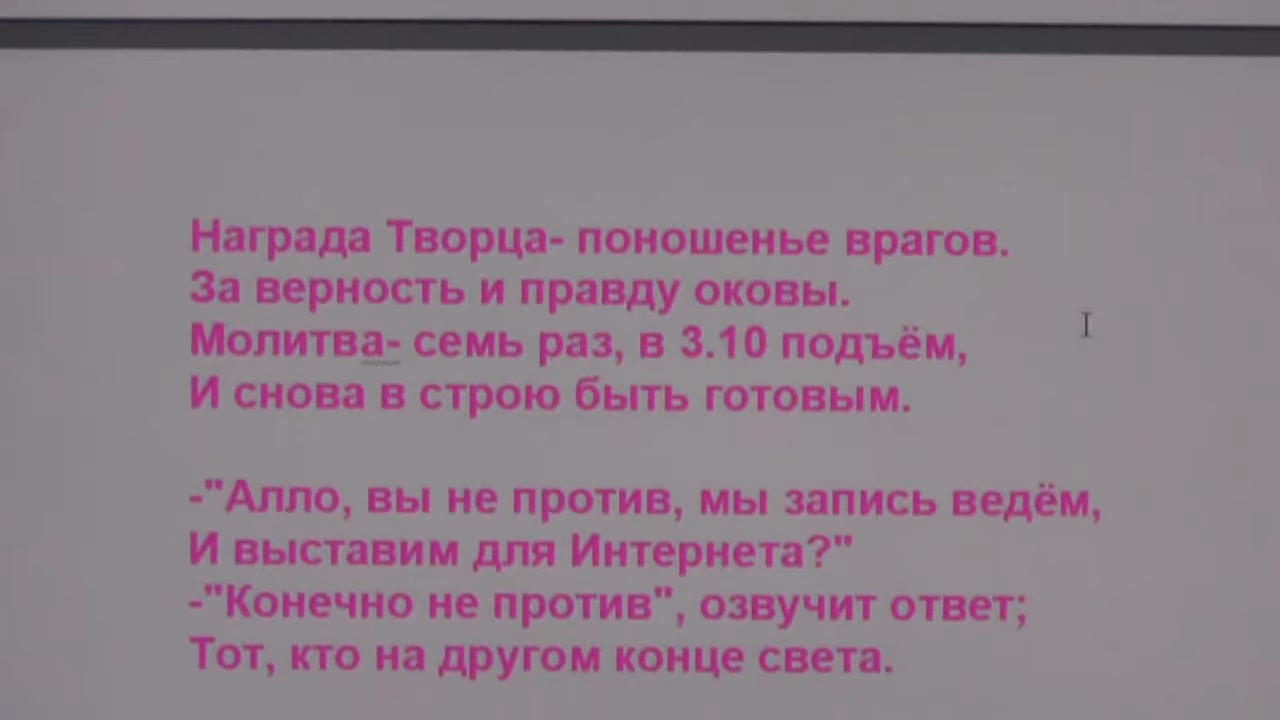 Награда Творца- поношенье врагов.
За верность и правду оковы.
Молитва- семь раз, в 3.10 подъём,
И снова в строю быть готовым.
-"Алло, вы не против, мы запись ведём,
И выставим для Интернета?"
-"Конечно не против", озвучит ответ;
Тот, кто на другом конце света.